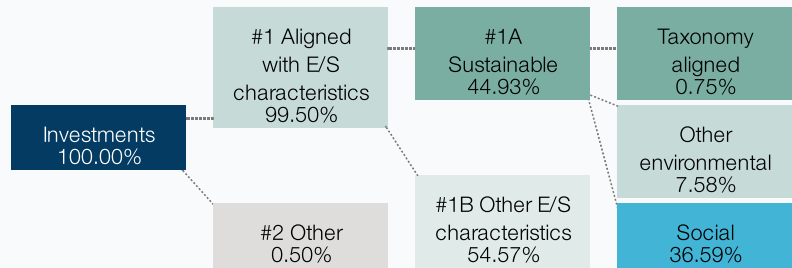 Investments
100.00%
#1 Aligned
with E/S
characteristics
99.50%
#2 Other
0.50%
#1A
Sustainable
44.93%
#1B Other E/S
characteristics
54.57%
Taxonomy
aligned
0.75%
Other
environmental
7.58%
Social
36.59%